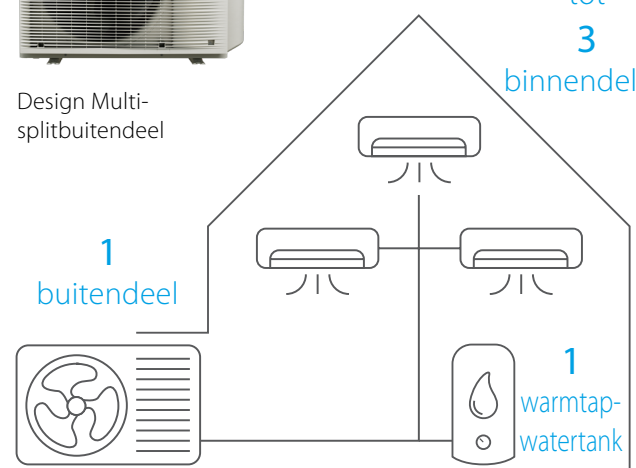 tot
3
binnendel
Design Multi-
splitbuitendeel
1
buitendeel
1
warmtap-
watertank